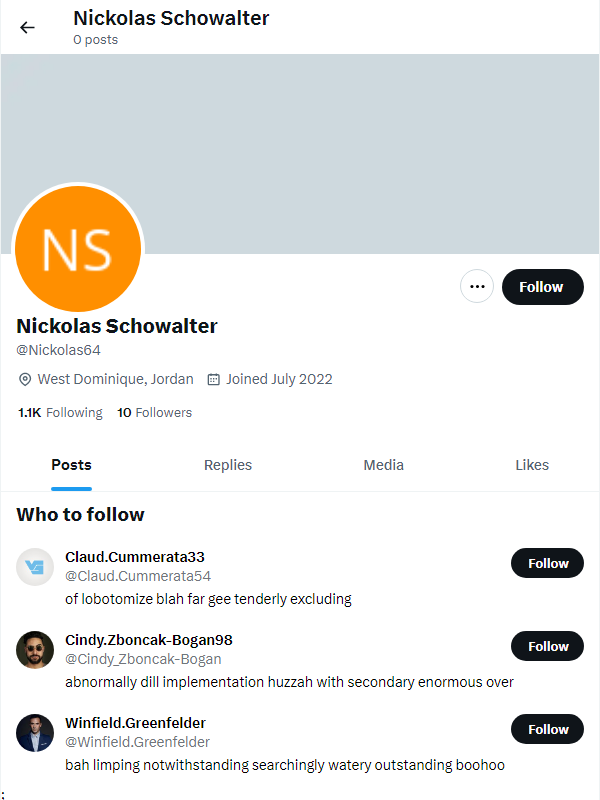 Nickolas Schowalter
0 posts
NS
Follow
Nickolas Schowalter
@Nickolas64
West Dominique, Jordan Joined July 2022
1.1K Following 10 Followers
Posts Replies Media Likes
Who to follow
Claud.Cummerata33
@Claud.Cummerata54
Follow
of lobotomize blah far gee tenderly excluding
Cindy.Zboncak-Bogan98
@Cindy_Zboncak-Bogan
Follow
abnormally dill implementation huzzah with secondary enormous over
Winfield.Greenfelder
@Winfield.Greenfelder
Follow
bah limping notwithstanding searchingly watery outstanding boohoo
;